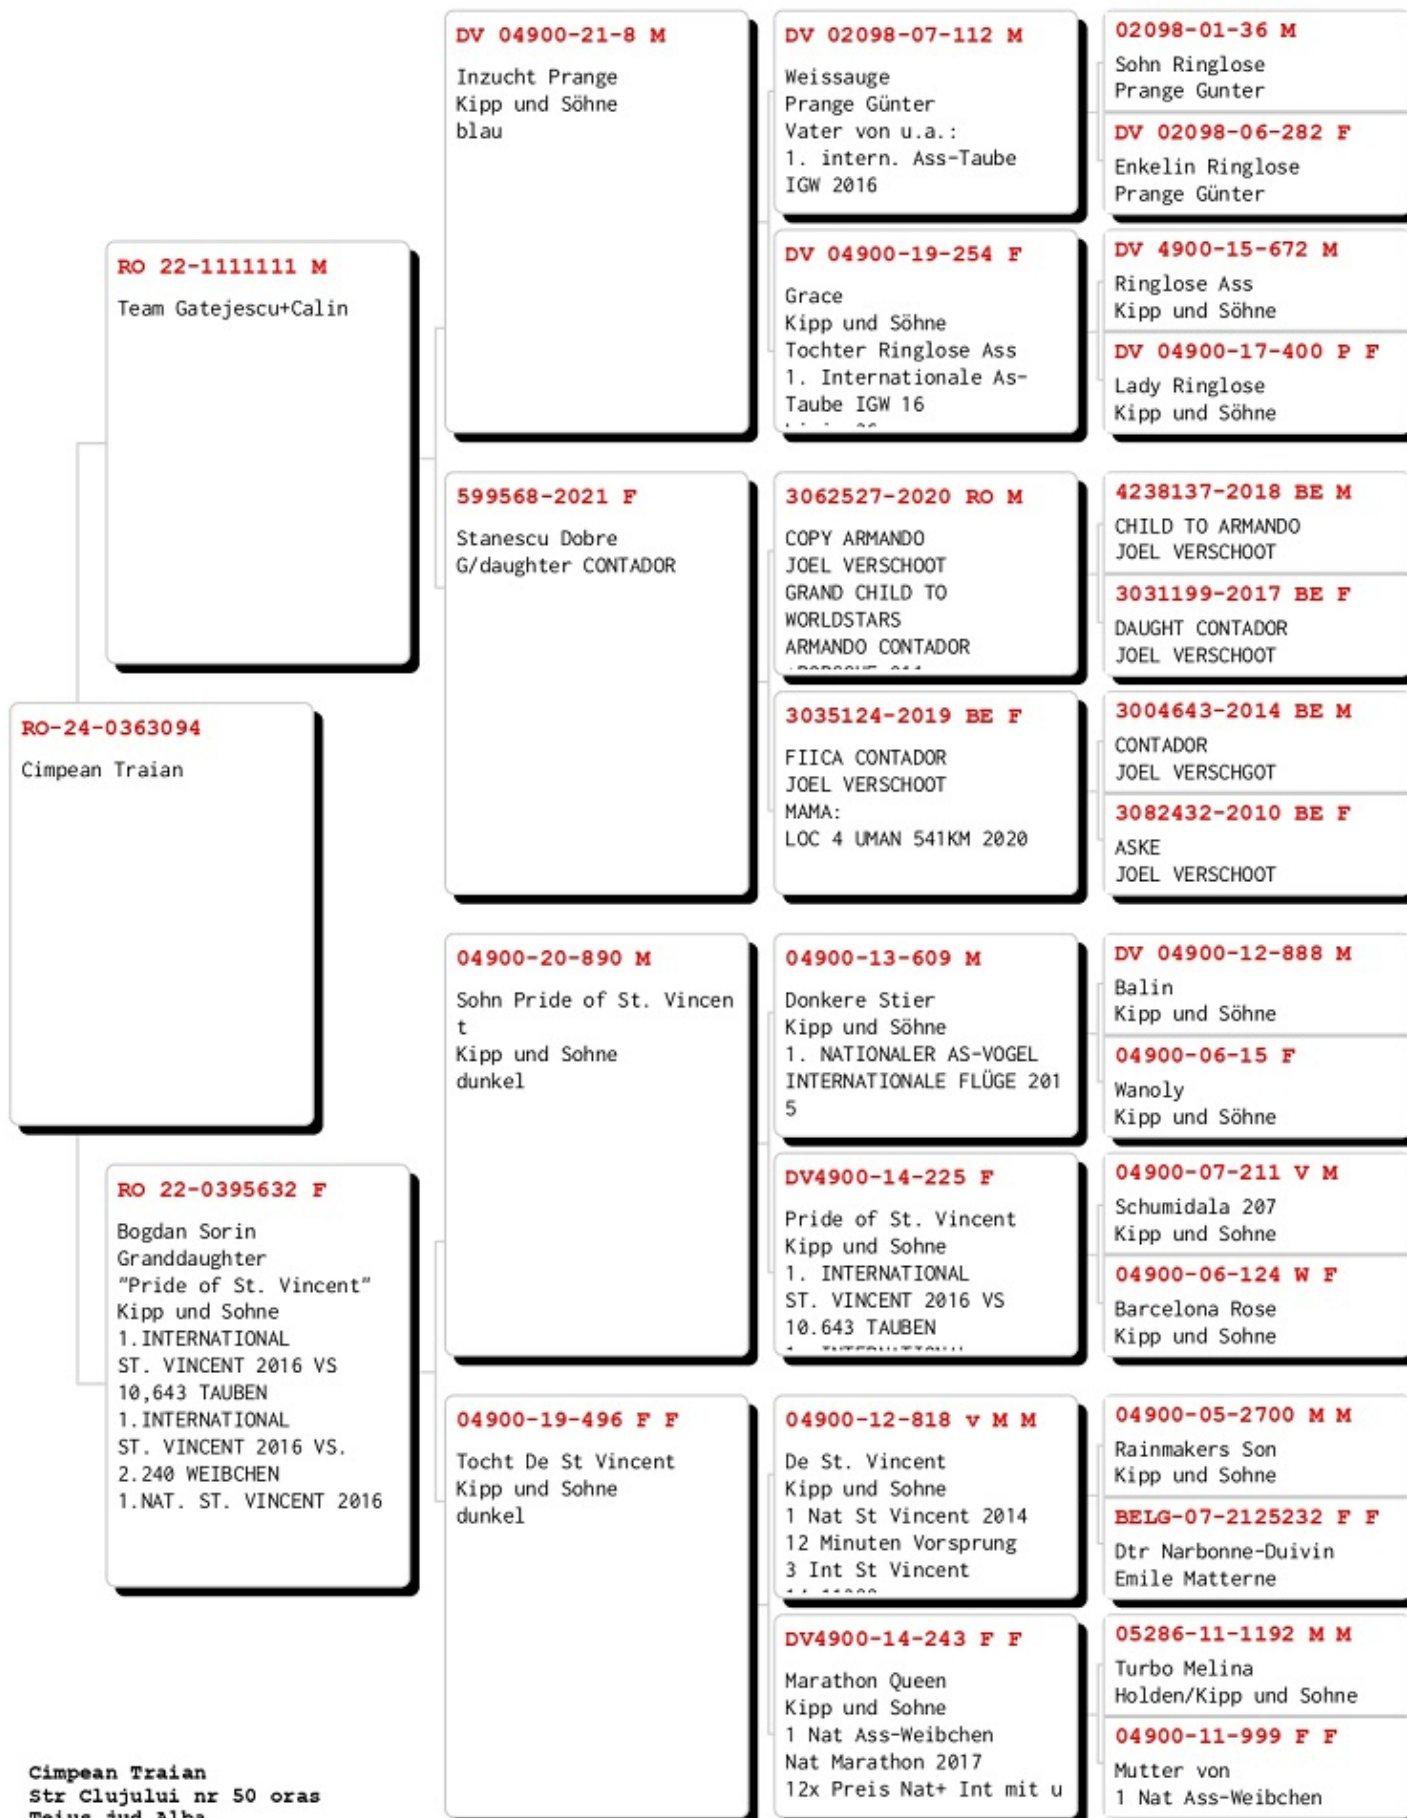 RO-24-0363094
Cimpean Traian
RO 22-1111111 M
Team Gatejescu+Calin
RO 22-0395632 F
Bogdan Sorin
Granddaughter
"Pride of St. Vincent"
Kipp und Sohne
1.INTERNATIONAL
ST. VINCENT 2016 VS
10,643 TAUBEN
1.INTERNATIONAL
ST. VINCENT 2016 VS.
2.240 WEIBCHEN
1.NAT. ST. VINCENT 2016
DV 04900-21-8 M
Inzucht Prange
Kipp und Söhne
blau
599568-2021 F
Stanescu Dobre
G/daughter CONTADOR
04900-20-890 M
Sohn Pride of St. Vincen
t
Kipp und Sohne
dunkel
04900-19-496 F F
Tocht De St Vincent
Kipp und Sohne
dunkel
DV 02098-07-112 M
Weissauge
Prange Günter
Vater von u.a.:
1. intern. Ass-Taube
IGW 2016
DV 04900-19-254 F
Grace
Kipp und Söhne
Tochter Ringlose Ass
1. Internationale As-
Taube IGW 16
3062527-2020 RO M
COPY ARMANDO
JOEL VERSCHOOT
GRAND CHILD TO
WORLDSTARS
ARMANDO CONTADOR
3035124-2019 BE F
FIICA CONTADOR
JOEL VERSCHOOT
MAMA:
LOC 4 UMAN 541KM 2020
04900-13-609 M
Donkere Stier
Kipp und Söhne
1. NATIONALER AS-VOGEL
INTERNATIONALE FLÜGE 201
5
DV4900-14-225 F
Pride of St. Vincent
Kipp und Sohne
1. INTERNATIONAL
ST. VINCENT 2016 VS
10.643 TAUBEN
1. INTERNATIONAL
04900-12-818 v M M
De St. Vincent
Kipp und Sohne
1 Nat St Vincent 2014
12 Minuten Vorsprung
3 Int St Vincent
DV4900-14-243 F F
Marathon Queen
Kipp und Sohne
1 Nat Ass-Weibchen
Nat Marathon 2017
12x Preis Nat+ Int mit u
02098-01-36 M
Sohn Ringlose
Prange Gunter
DV 02098-06-282 F
Enkelin Ringlose
Prange Günter
DV 4900-15-672 M
Ringlose Ass
Kipp und Söhne
DV 04900-17-400 P F
Lady Ringlose
Kipp und Söhne
4238137-2018 BE M
CHILD TO ARMANDO
JOEL VERSCHOOT
3031199-2017 BE F
DAUGHT CONTADOR
JOEL VERSCHOOT
3004643-2014 BE M
CONTADOR
JOEL VERSCHGOT
3082432-2010 BE F
ASKE
JOEL VERSCHOOT
DV 04900-12-888 M
Balin
Kipp und Söhne
04900-06-15 F
Wanoly
Kipp und Söhne
04900-07-211 V M
Schumidala 207
Kipp und Sohne
04900-06-124 W F
Barcelona Rose
Kipp und Sohne
04900-05-2700 M M
Rainmakers Son
Kipp und Sohne
BELG-07-2125232 F F
Dtr Narbonne-Duivin
Emile Matterne
05286-11-1192 M M
Turbo Melina
Holden/Kipp und Sohne
04900-11-999 F F
Mutter von
1 Nat Ass-Weibchen
Cimpean Traian
Str Clujului nr 50 oras
Teius jud Alba